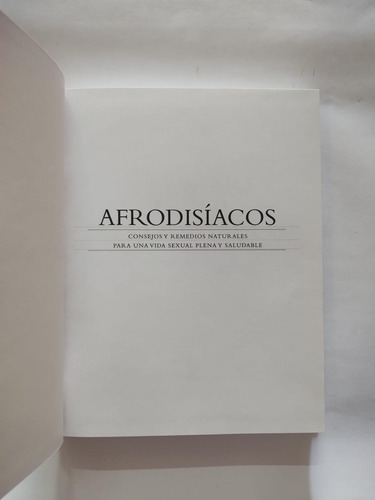 AFRODISÍACOS
CONSEJOS Y REMEDIOS NATURALES
PARA UNA VIDA SEXUAL PLENA Y SALUDABLE